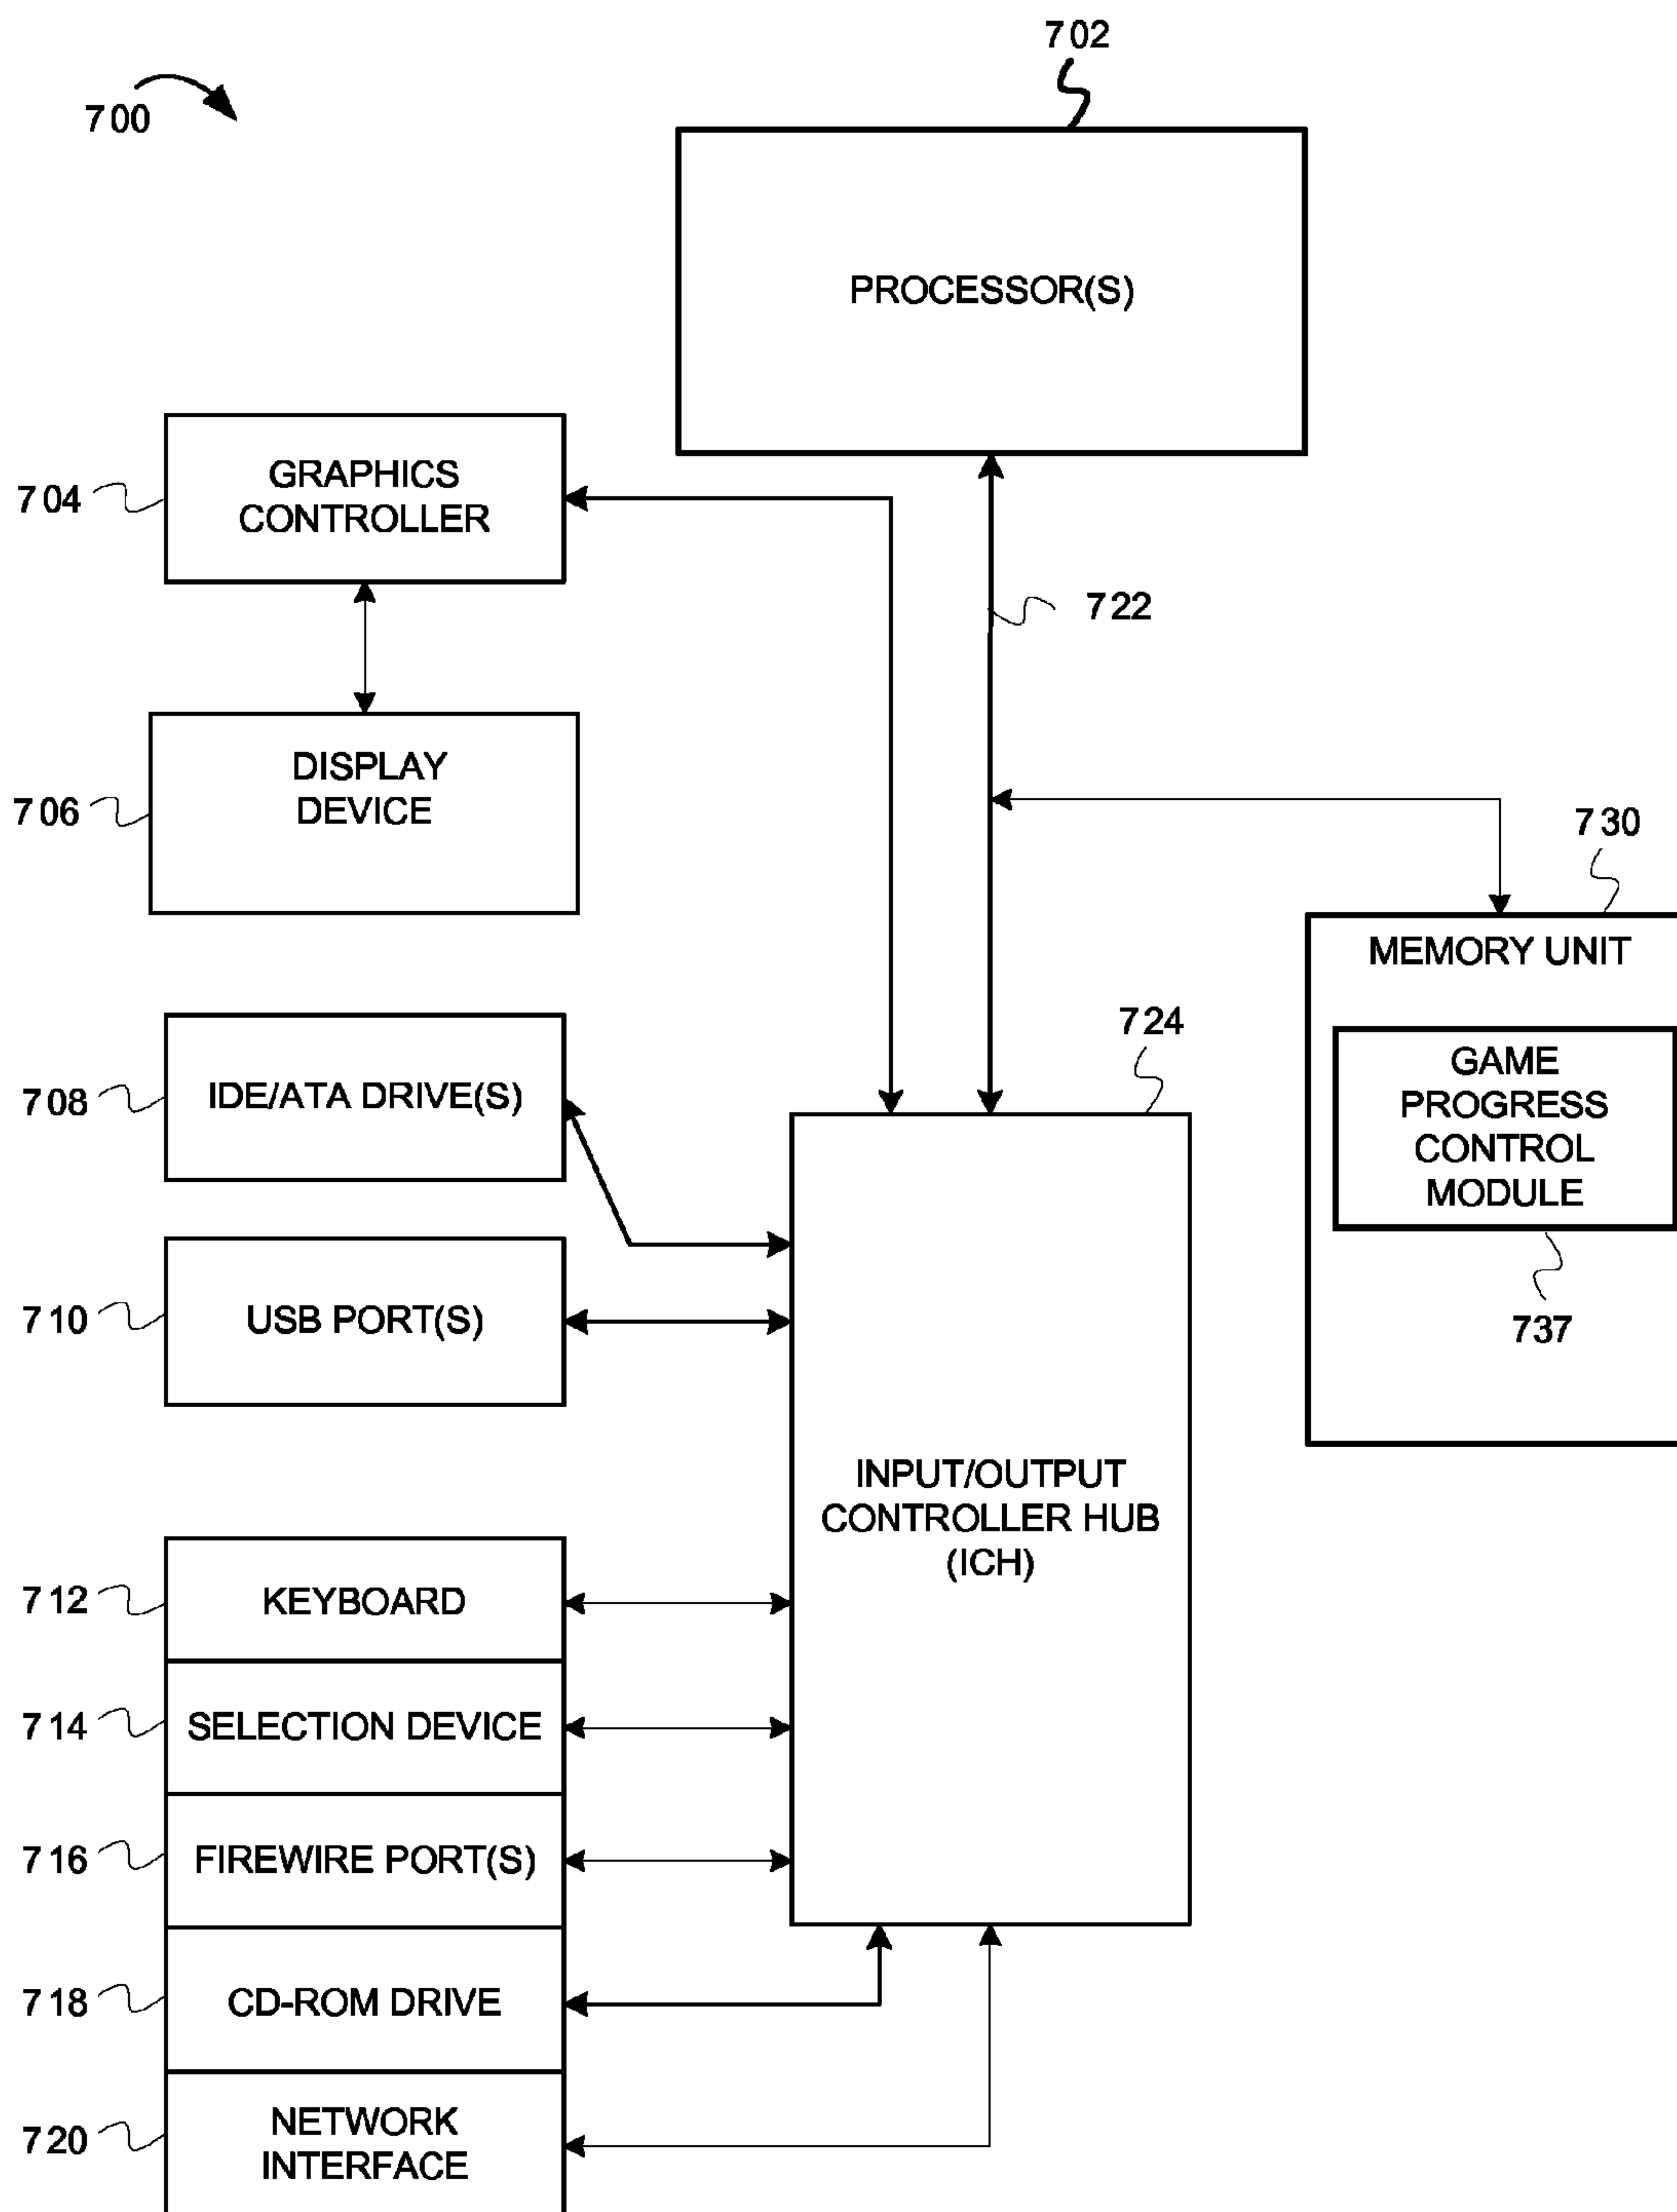 702
700
PROCESSOR(S)
GRAPHICS
CONTROLLER
704
722
DISPLAY
DEVICE
706
730
MEMORY UNIT
724
GAME
PROGRESS
CONTROL
MODULE
708
IDE/ATA DRIVE(S)
710
USB PORT(S)
737
INPUT/OUTPUT
CONTROLLER HUB
(ICH)
712
KEYBOARD
714
SELECTION DEVICE
716
FIREWIRE PORT(S)
718
CD-ROM DRIVE
720
NETWORK
INTERFACE